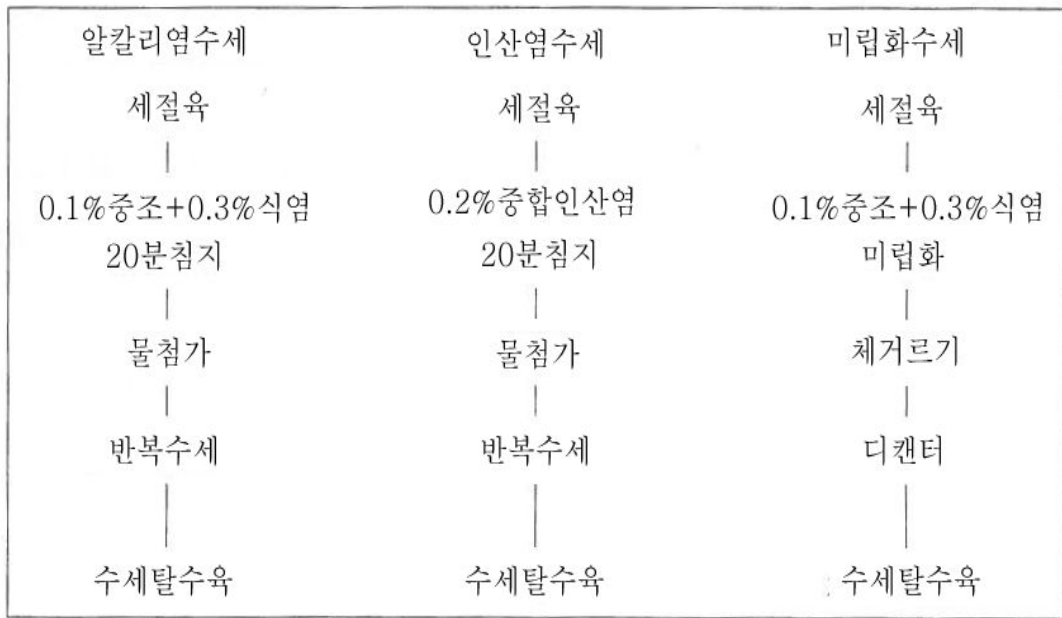 알칼리염수세 인산염수세 미립화수세
세절육 세절육 세절육
0.1%중조+0.3%식염 0.2%중합인산염 0.1%중조+0.3%식염
20분침지 20분침지 미립화
물첨가 물첨가 체거르기
반복수세 반복수세 디캔터
수세탈수육 수세탈수육 수세탈수육